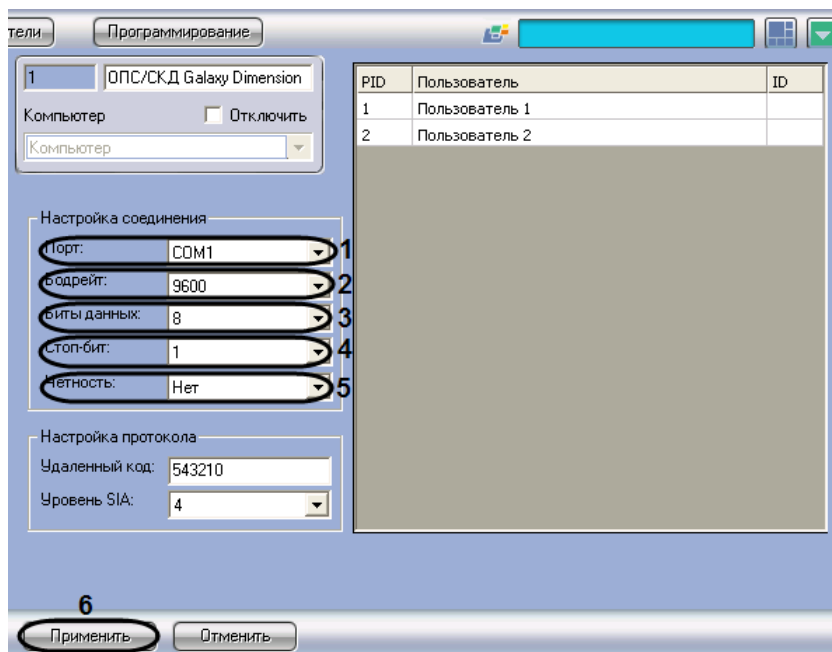 тели
Программирование
1
ОПС/СКД Galaxy Dimension
Компьютер
Отключить
Компьютер
PID
Пользователь
ID
1
Пользователь 1
2
Пользователь 2
Настройка соединения
Порт:
COM1
1
Бодрейт:
9600
2
Биты данных:
8
3
Стоп-бит:
1
4
Четность:
Нет
5
Настройка протокола
Удаленный код:
543210
Уровень SIA:
4
6
Применить
Отменить